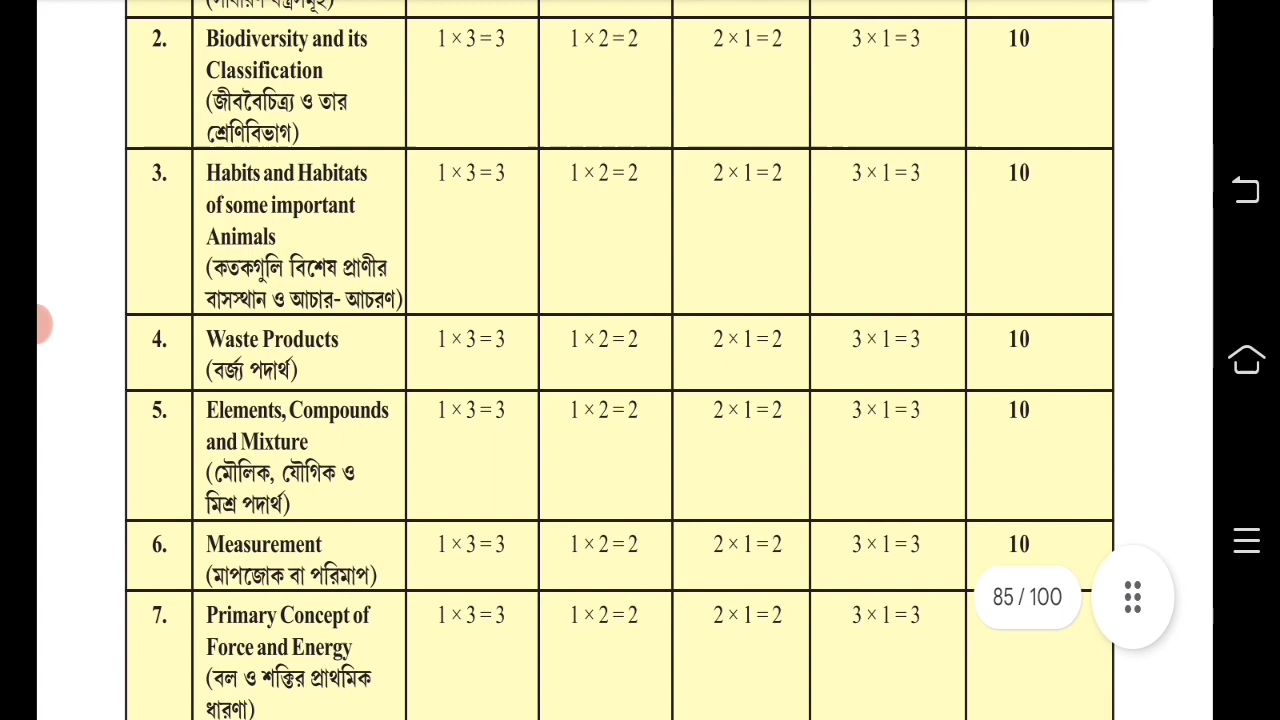 (সাধারণ যন্ত্রসমূহ)
2. Biodiversity and its 1 × 3 = 3 1 × 2 = 2 2 × 1 = 2 3 × 1 = 3 10
Classification
(জীববৈচিত্র্য ও তার
শ্রেণিবিভাগ)
3. Habits and Habitats 1 × 3 = 3 1 × 2 = 2 2 × 1 = 2 3 × 1 = 3 10
of some important
Animals
(কতকগুলি বিশেষ প্রাণীর
বাসস্থান ও আচার- আচরণ)
4. Waste Products 1 × 3 = 3 1 × 2 = 2 2 × 1 = 2 3 × 1 = 3 10
(বর্জ্য পদার্থ)
5. Elements, Compounds 1 × 3 = 3 1 × 2 = 2 2 × 1 = 2 3 × 1 = 3 10
and Mixture
(মৌলিক, যৌগিক ও
মিশ্র পদার্থ)
6. Measurement 1 × 3 = 3 1 × 2 = 2 2 × 1 = 2 3 × 1 = 3 10
(মাপজোক বা পরিমাপ)
85 / 100
7. Primary Concept of 1 × 3 = 3 1 × 2 = 2 2 × 1 = 2 3 × 1 = 3
Force and Energy
(বল ও শক্তির প্রাথমিক
ধারণা)